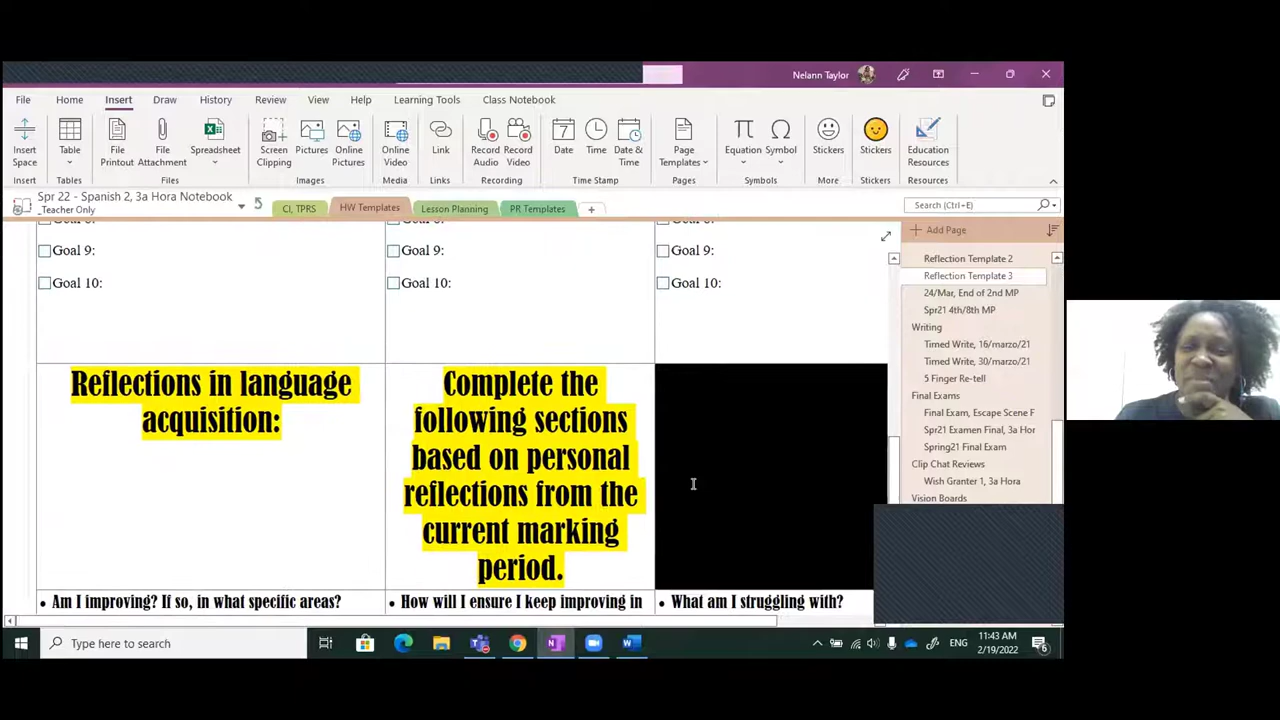 Nelann Taylor
File Home Insert Draw History Review View Help Learning Tools Class Notebook
Insert Space
Table
File Printout
File Attachment
Spreadsheet
Screen Clipping
Pictures
Online Pictures
Online Video
Link
Record Audio
Record Video
Date
Time
Date & Time
Page Templates
Equation
Symbol
Stickers
Stickers
Education Resources
Insert Tables Files Images Media Links Recording Time Stamp Pages Symbols More Stickers Resources
Spr 22 - Spanish 2, 3a Hora Notebook
_Teacher Only
CI, TPRS HW Templates Lesson Planning PR Templates +
Search (Ctrl+E)
Add Page
Goal 9: Goal 9: Goal 9:
Goal 10: Goal 10: Goal 10:
Reflections in language
acquisition:
Complete the
following sections
based on personal
reflections from the
current marking
period.
• Am I improving? If so, in what specific areas?
• How will I ensure I keep improving in
• What am I struggling with?
Reflection Template 2
Reflection Template 3
24/Mar, End of 2nd MP
Spr21 4th/8th MP
Writing
Timed Write, 16/marzo/21
Timed Write, 30/marzo/21
5 Finger Re-tell
Final Exams
Final Exam, Escape Scene F
Spr21 Examen Final, 3a Hor
Spring21 Final Exam
Clip Chat Reviews
Wish Granter 1, 3a Hora
Vision Boards
Type here to search
ENG
11:43 AM
2/19/2022